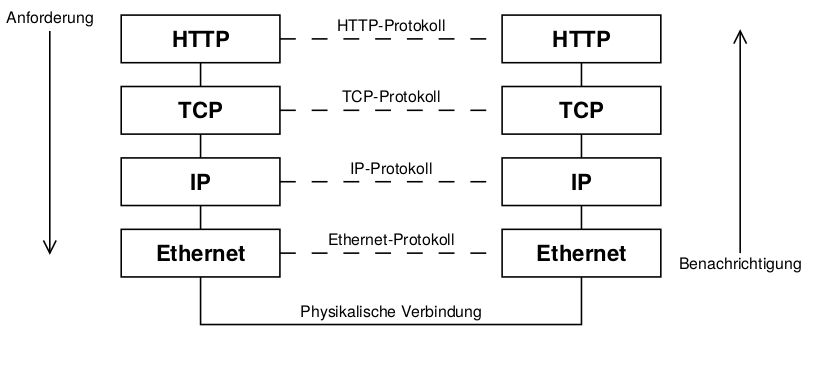 Anforderung
HTTP-Protokoll
HTTP
HTTP
TCP-Protokoll
TCP
TCP
IP-Protokoll
IP
IP
Ethernet-Protokoll
Ethernet
Ethernet
Benachrichtigung
Physikalische Verbindung